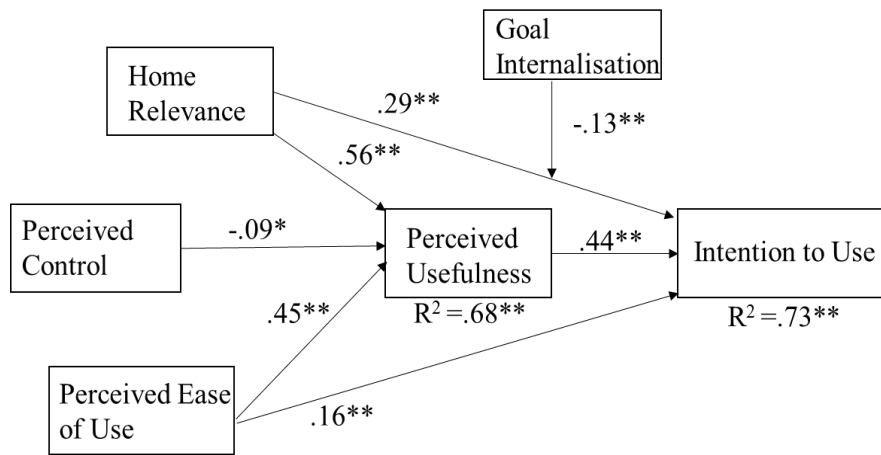 Goal
Internalisation
Home
Relevance
.29**
-.13**
.56**
Perceived
Control
-.09*
Perceived
Usefulness
.44**
Intention to Use
R² =.68**
R² =.73**
.45**
Perceived Ease
of Use
.16**